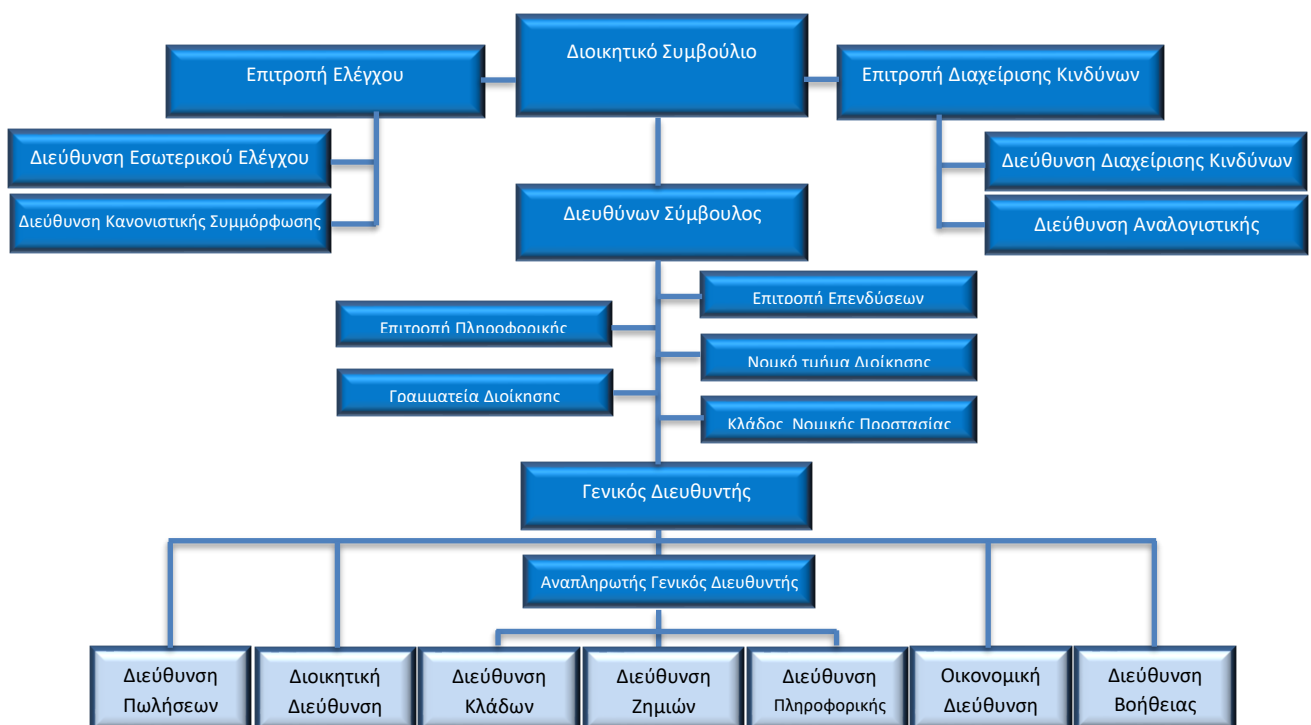 Διοικητικό Συμβούλιο
Επιτροπή Ελέγχου
Επιτροπή Διαχείρισης Κινδύνων
Διεύθυνση Εσωτερικού Ελέγχου
Διεύθυνση Διαχείρισης Κινδύνων
Διεύθυνση Κανονιστικής Συμμόρφωσης
Διευθύνων Σύμβουλος
Διεύθυνση Αναλογιστικής
Επιτροπή Επενδύσεων
Επιτροπή Πληροφορικής
Νομκό τμήμα Διοίκησης
Γραμματεία Διοίκησης
Κλάδος Νομικής Προστασίας
Γενικός Διευθυντής
Αναπληρωτής Γενικός Διευθυντής
Διεύθυνση
Πωλήσεων
Διοικητική
Διεύθυνση
Διεύθυνση
Κλάδων
Διεύθυνση
Ζημιών
Διεύθυνση
Πληροφορικής
Οικονομική
Διεύθυνση
Διεύθυνση
Βοήθειας